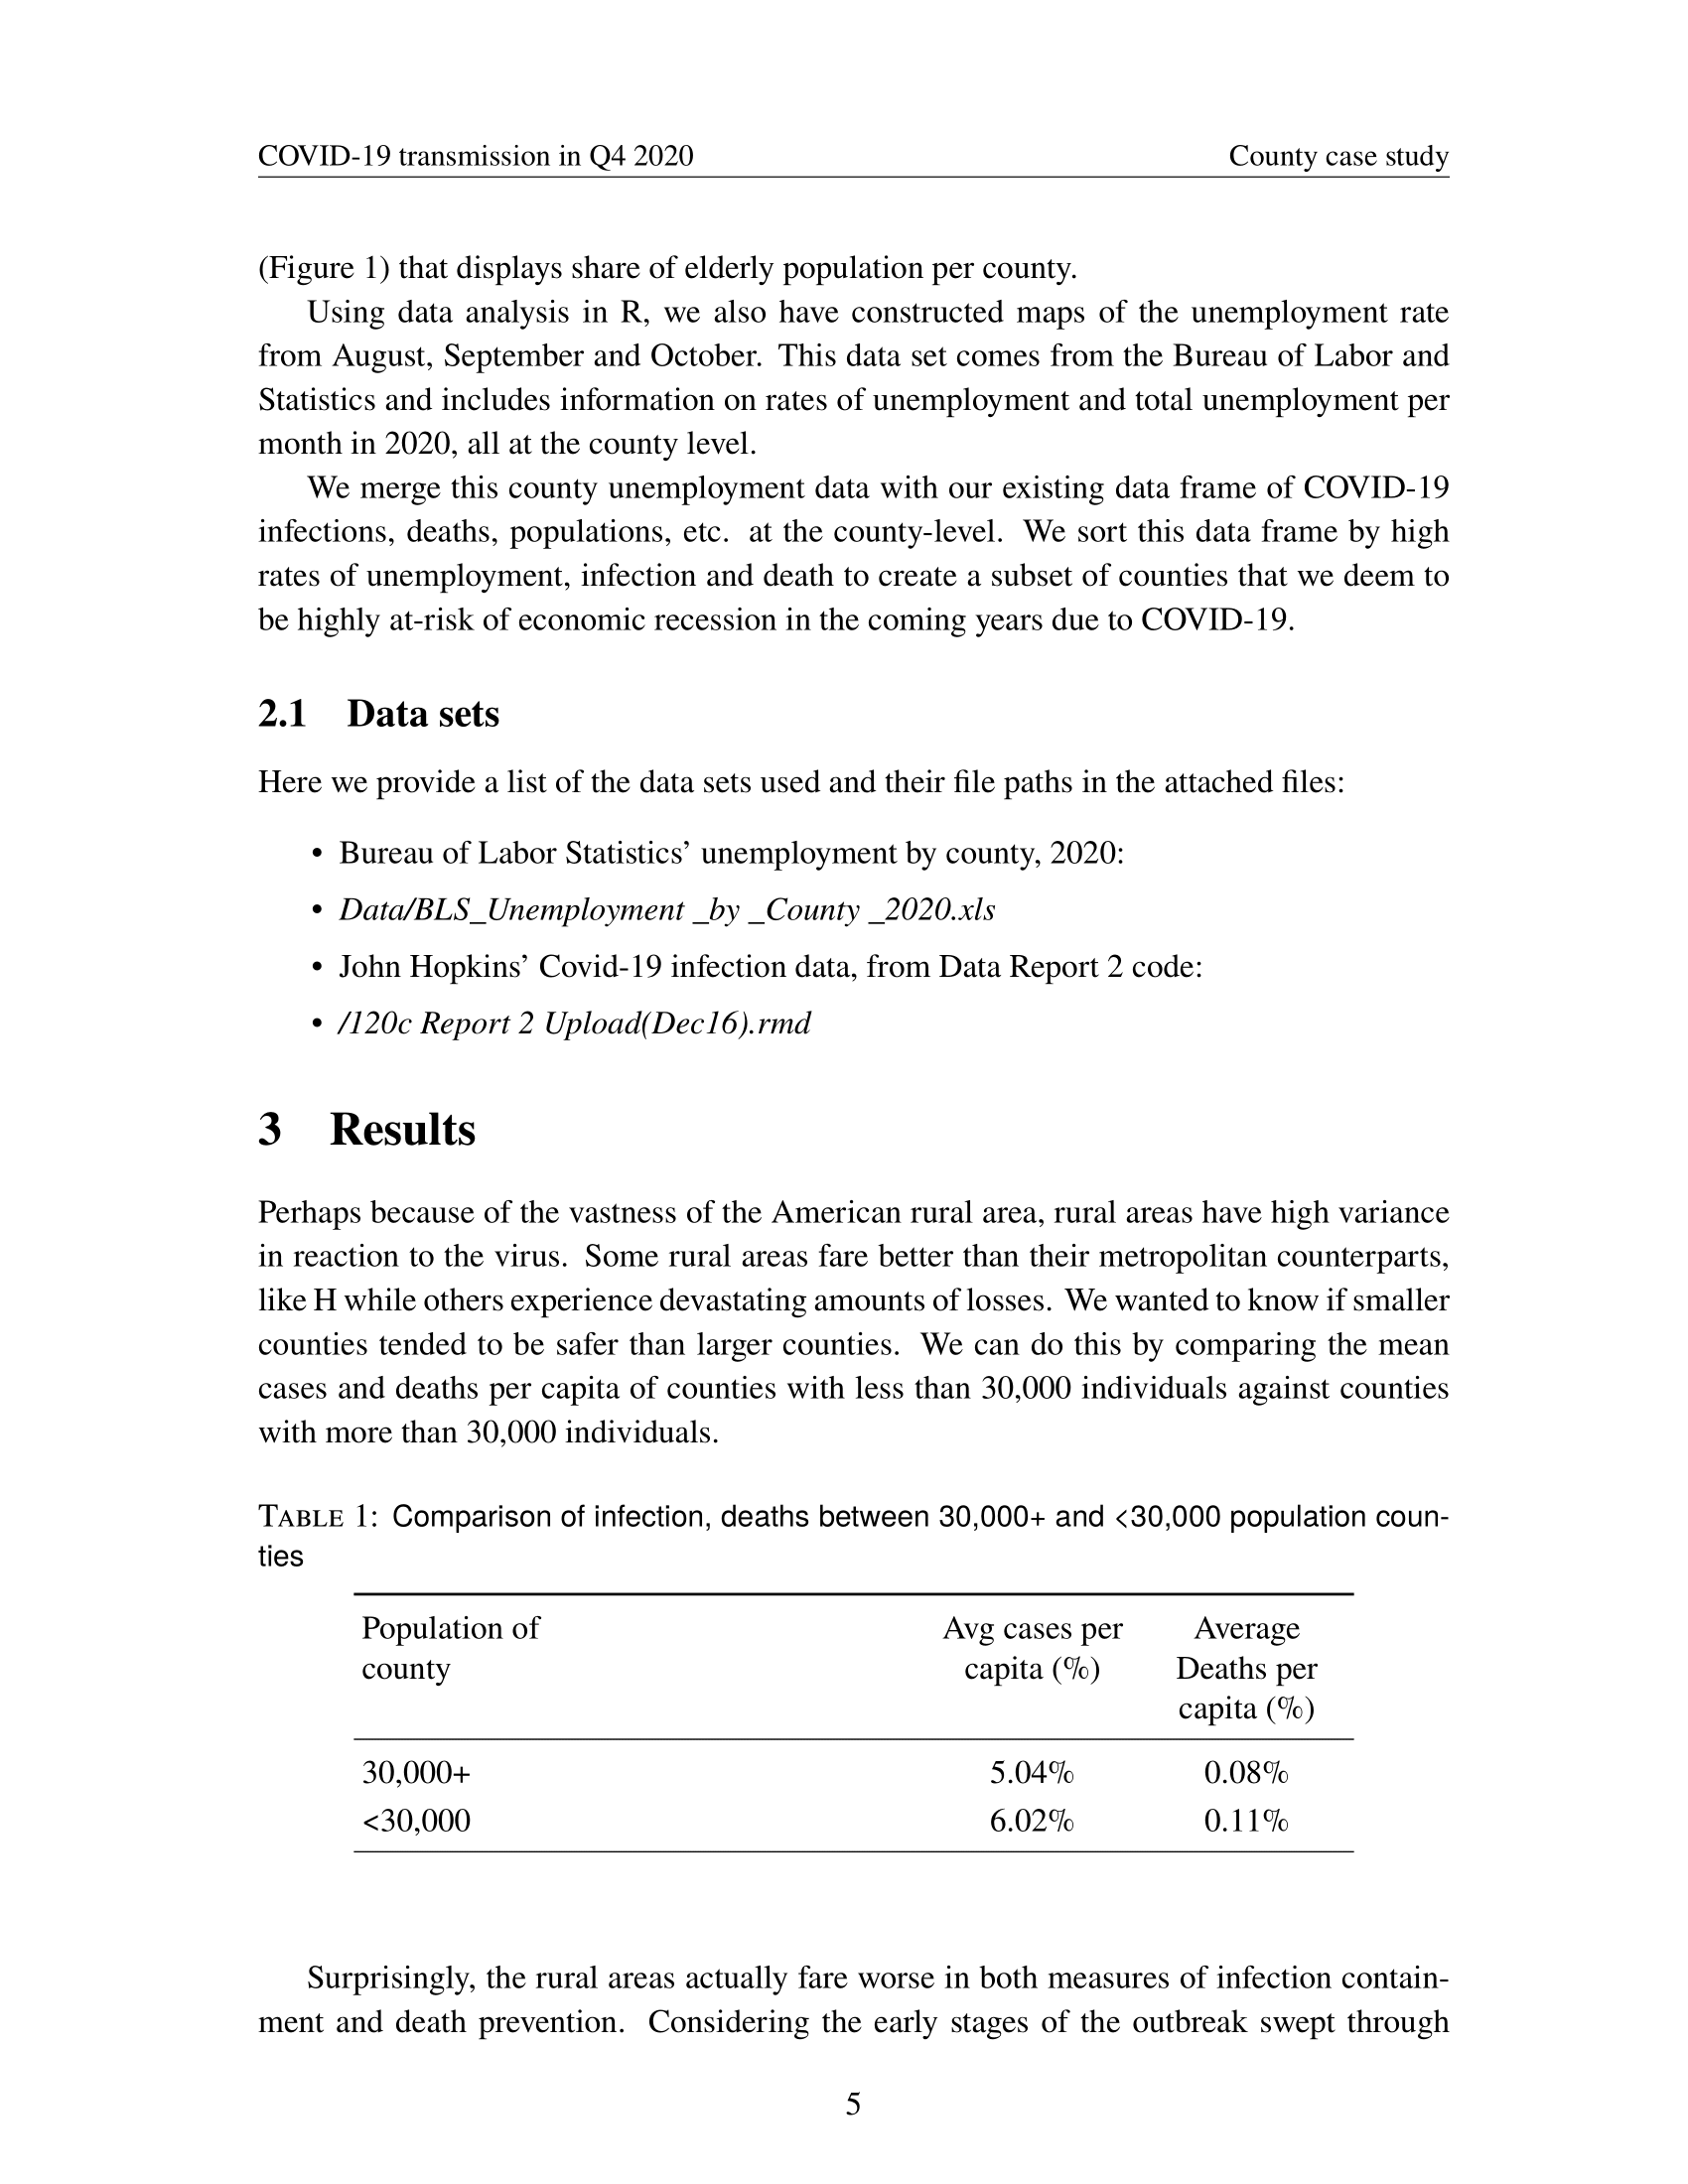 COVID-19 transmission in Q4 2020 County case study
(Figure 1) that displays share of elderly population per county.
Using data analysis in R, we also have constructed maps of the unemployment rate
from August, September and October. This data set comes from the Bureau of Labor and
Statistics and includes information on rates of unemployment and total unemployment per
month in 2020, all at the county level.
We merge this county unemployment data with our existing data frame of COVID-19
infections, deaths, populations, etc. at the county-level. We sort this data frame by high
rates of unemployment, infection and death to create a subset of counties that we deem to
be highly at-risk of economic recession in the coming years due to COVID-19.
2.1 Data sets
Here we provide a list of the data sets used and their file paths in the attached files:
• Bureau of Labor Statistics’ unemployment by county, 2020:
• Data/BLS_Unemployment _by _County _2020.xls
• John Hopkins’ Covid-19 infection data, from Data Report 2 code:
• /120c Report 2 Upload(Dec16).rmd
3 Results
Perhaps because of the vastness of the American rural area, rural areas have high variance
in reaction to the virus. Some rural areas fare better than their metropolitan counterparts,
like H while others experience devastating amounts of losses. We wanted to know if smaller
counties tended to be safer than larger counties. We can do this by comparing the mean
cases and deaths per capita of counties with less than 30,000 individuals against counties
with more than 30,000 individuals.
TABLE 1: Comparison of infection, deaths between 30,000+ and <30,000 population coun-
ties
Population of Avg cases per Average
county capita (%) Deaths per
capita (%)
30,000+ 5.04% 0.08%
<30,000 6.02% 0.11%
Surprisingly, the rural areas actually fare worse in both measures of infection contain-
ment and death prevention. Considering the early stages of the outbreak swept through
5